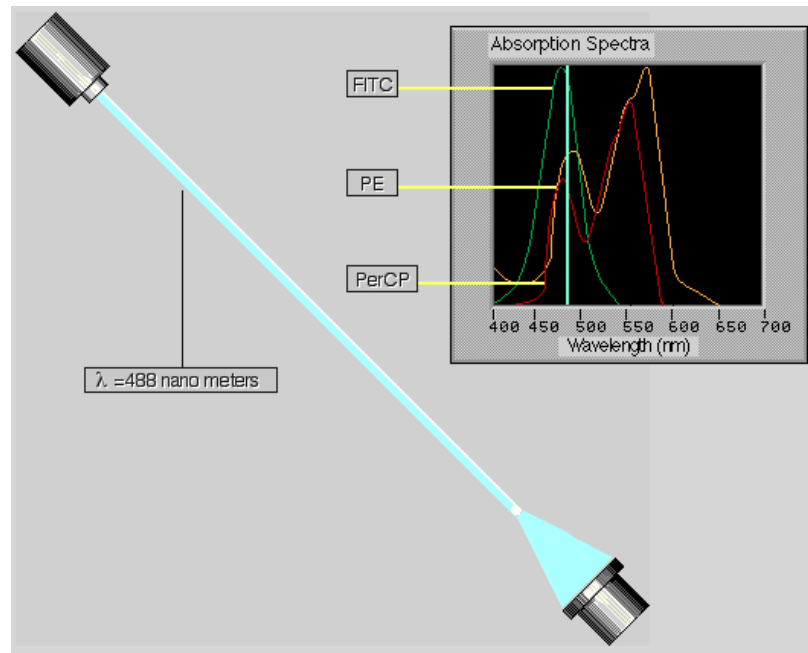 Absorption Spectra
FITC
PE
PerCP
400 450 500 550 600 650 700
Wavelength (nm)
λ =488 nano meters